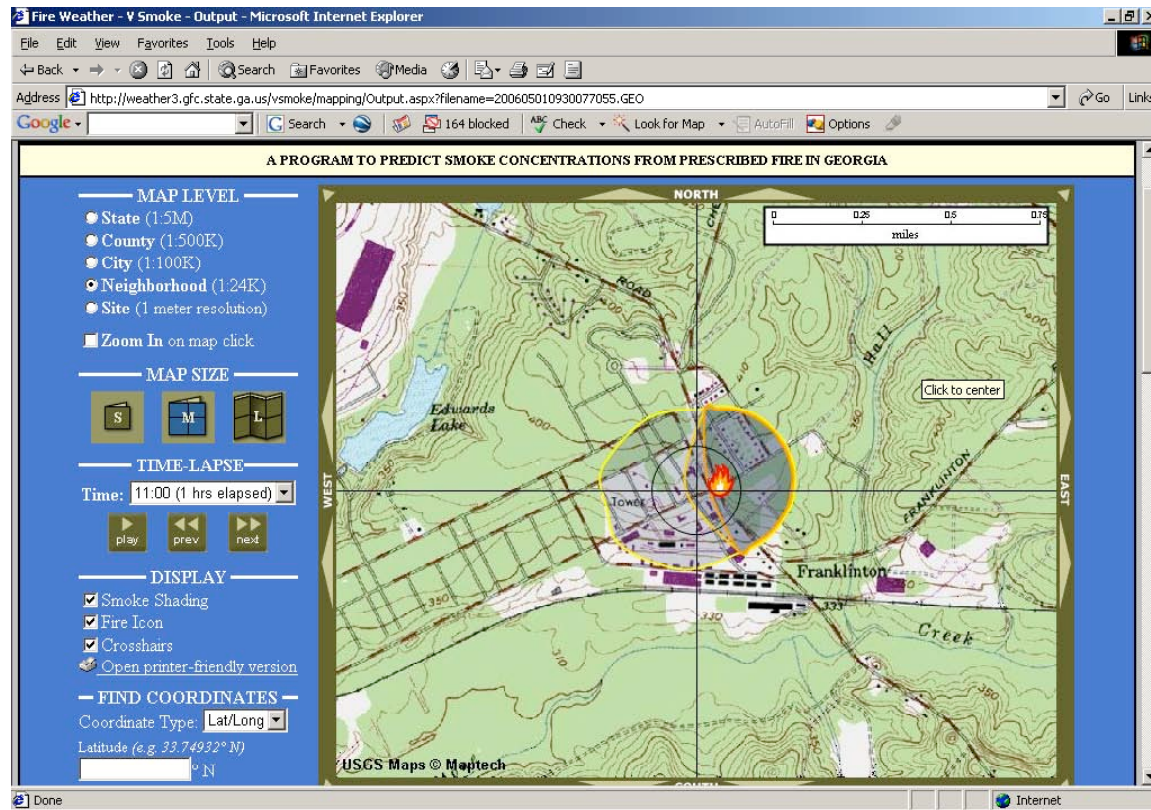 Fire Weather - V Smoke - Output - Microsoft Internet Explorer
File Edit View Favorites Tools Help
Back Search Favorites Media
Address http://weather3.gfc.state.ga.us/vsmoke/mapping/Output.aspx?filename=200605010930077055.GEO Go Links
Google Search 164 blocked ABC Check Look for Map AutoFill Options
A PROGRAM TO PREDICT SMOKE CONCENTRATIONS FROM PRESCRIBED FIRE IN GEORGIA
MAP LEVEL
State (1:5M)
County (1:500K)
City (1:100K)
Neighborhood (1:24K)
Site (1 meter resolution)
Zoom In on map click
MAP SIZE
S M L
TIME-LAPSE
Time: 11:00 (1 hrs elapsed)
play prev next
DISPLAY
Smoke Shading
Fire Icon
Crosshairs
Open printer-friendly version
FIND COORDINATES
Coordinate Type: Lat/Long
Latitude (e.g. 33.74932° N)
° N
NORTH
0 0.25 0.5 0.75
miles
ROAD
350
400
Hall
Click to center
Edwards
Lake
WEST
EAST
FRANKLINTON
Tower
Franklinton
333
350
Creek
350
USGS Maps © Maptech
SOUTH
Done
Internet